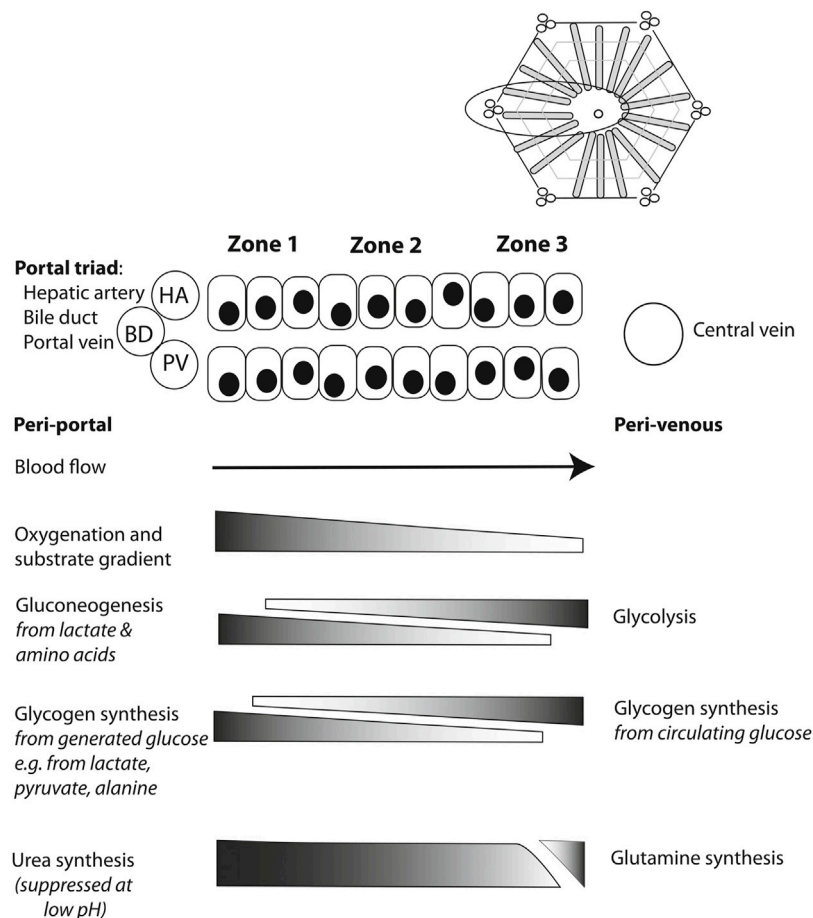 Zone 1 Zone 2 Zone 3
Portal triad:
Hepatic artery
Bile duct
Portal vein
HA
BD
PV
Central vein
Peri-portal Peri-venous
Blood flow
Oxygenation and
substrate gradient
Gluconeogenesis
from lactate &
amino acids
Glycolysis
Glycogen synthesis
from generated glucose
e.g. from lactate,
pyruvate, alanine
Glycogen synthesis
from circulating glucose
Urea synthesis
(suppressed at
low pH)
Glutamine synthesis